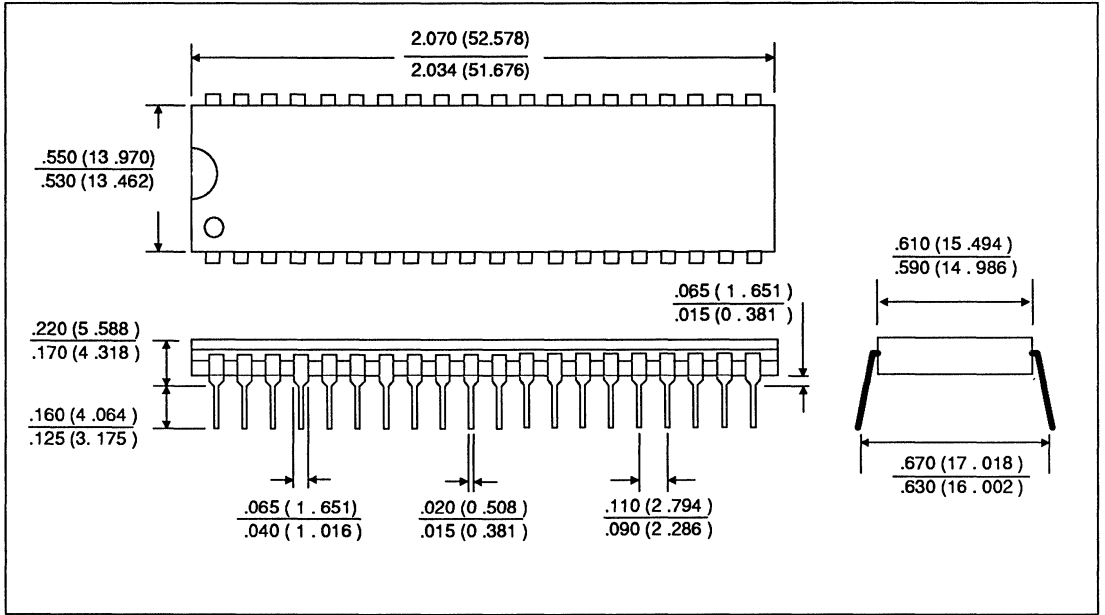 2.070 (52.578)
2.034 (51.676)
.550 (13 .970)
.530 (13 .462)
.610 (15 .494 )
.590 (14 .986 )
.065 ( 1 .651 )
.015 (0 .381 )
.220 (5 .588 )
.170 (4 .318 )
.160 (4 .064 )
.125 (3. 175 )
.670 (17 . 018 )
.630 (16 . 002 )
.065 ( 1 .651)
.040 ( 1 . 016 )
.020 (0 .508 )
.015 (0 .381 )
.110 (2 .794 )
.090 (2 .286 )